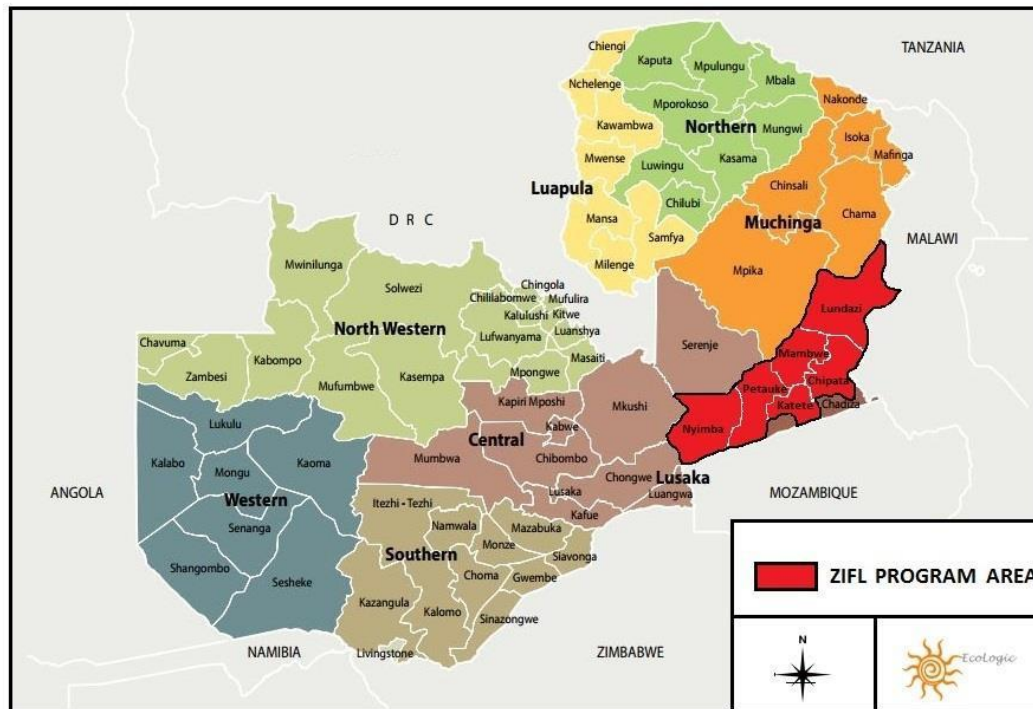 TANZANIA
Chiengi
Kaputa
Mpulungu
Mbala
Nchelenge
Mporokoso
Nakonde
Kawambwa
Northern
Mungwi
Isoka
Mafinga
Mwense
Luwingu
Kasama
Chinsali
Luapula
Chilubi
D R C
Mansa
Samfya
Muchinga
Chama
MALAWI
Milenge
Mpika
Mwinilunga
Solwezi
Chingola
Chililabomwe
Mufulira
Kalulushi
Kitwe
Lundazi
North Western
Lufwanyama
Luanshya
Serenje
Mambwe
Chavuma
Kabompo
Masaiti
Zambesi
Mufumbwe
Kasempa
Mpongwe
Petauke
Chipata
Katete
Chadiza
Kapiri Mposhi
Mkushi
Nyimba
Lukulu
Kabwe
Central
Kalabo
Mongu
Kaoma
Mumbwa
Chibombo
Chongwe
Lusaka
ANGOLA
Western
Itezhi - Tezhi
Lusaka
Luangwa
MOZAMBIQUE
Senanga
Kafue
Namwala
Mazabuka
Southern
Monze
Siavonga
Shangombo
Sesheke
Choma
Gwembe
Kazangula
Kalomo
Sinazongwe
ZIFL PROGRAM AREA
NAMIBIA
Livingstone
ZIMBABWE
N
EcoLogic